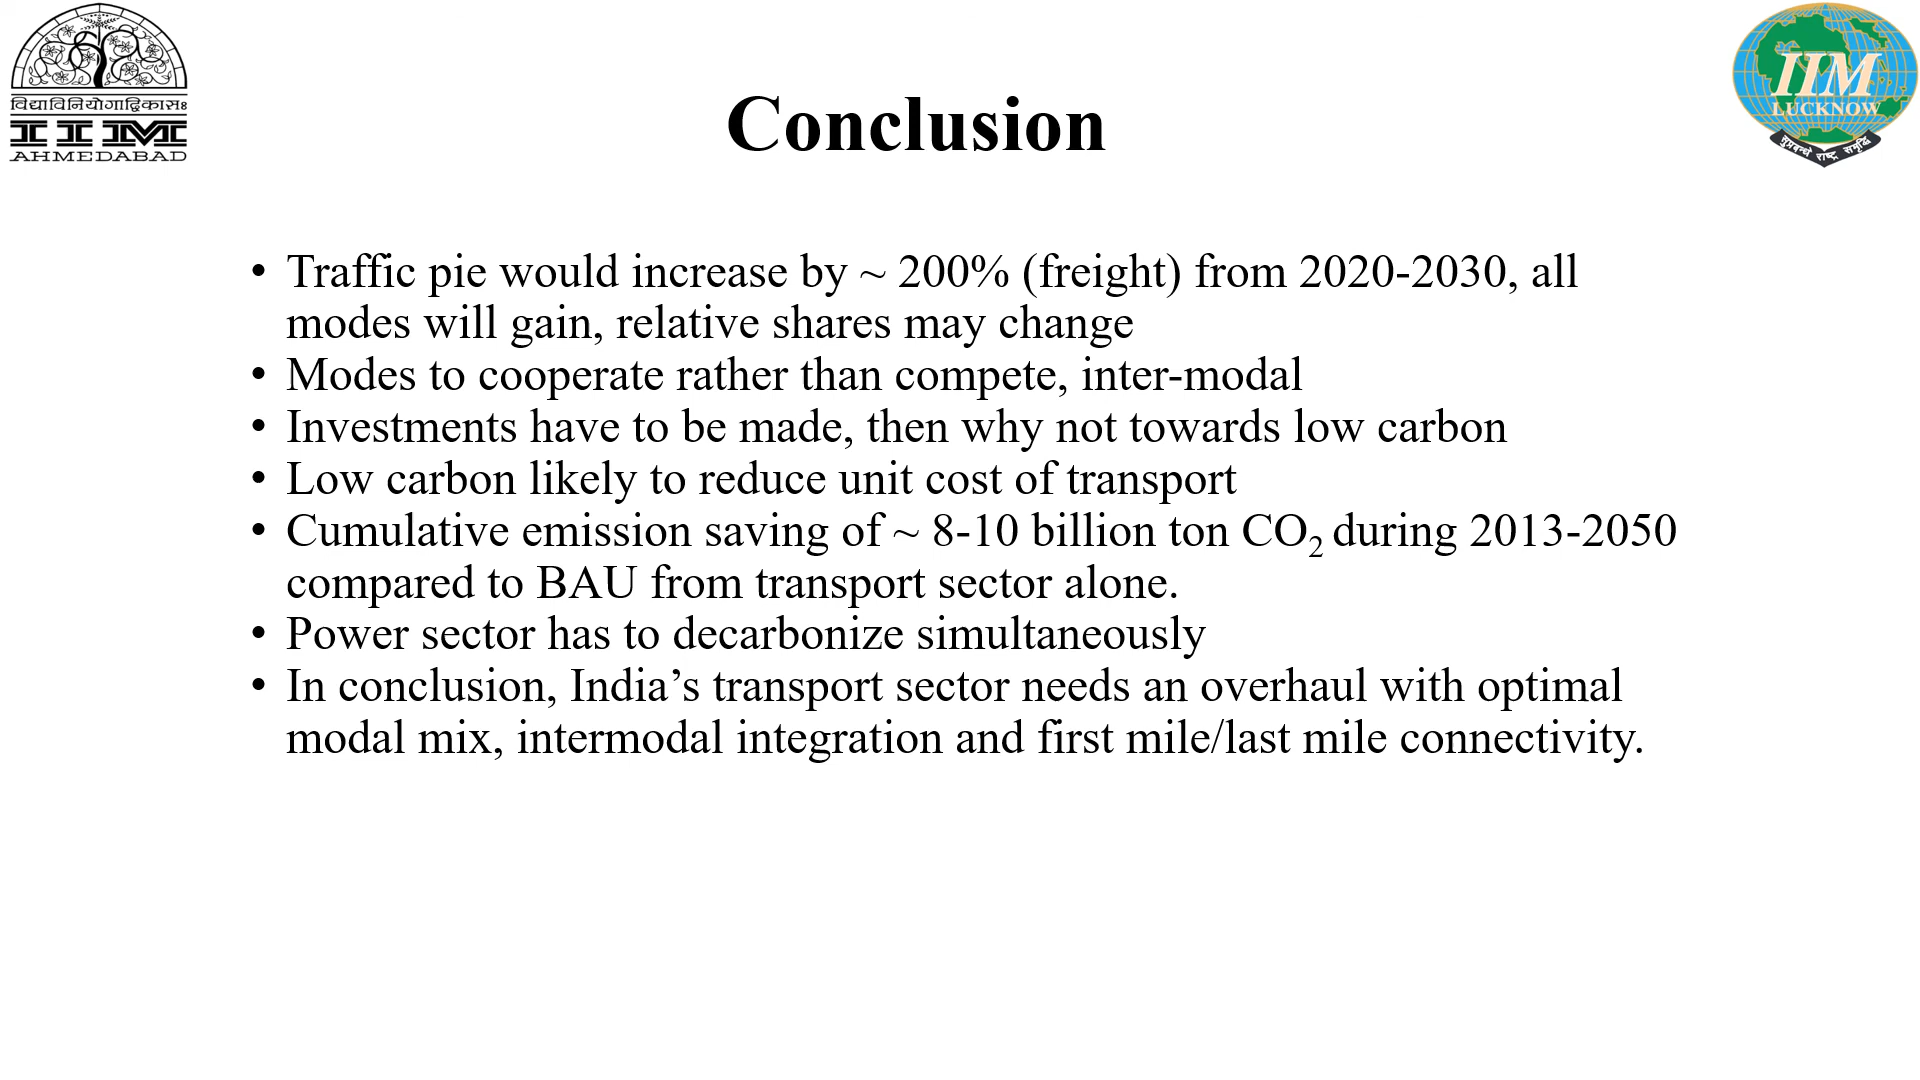 विद्याविनियोगाद्विकासः
IIM
AHMEDABAD
Conclusion
IIM
LUCKNOW
सुप्रबन्धे राष्ट्र समृद्धि
• Traffic pie would increase by ~ 200% (freight) from 2020-2030, all
modes will gain, relative shares may change
• Modes to cooperate rather than compete, inter-modal
• Investments have to be made, then why not towards low carbon
• Low carbon likely to reduce unit cost of transport
• Cumulative emission saving of ~ 8-10 billion ton CO₂ during 2013-2050
compared to BAU from transport sector alone.
• Power sector has to decarbonize simultaneously
• In conclusion, India’s transport sector needs an overhaul with optimal
modal mix, intermodal integration and first mile/last mile connectivity.